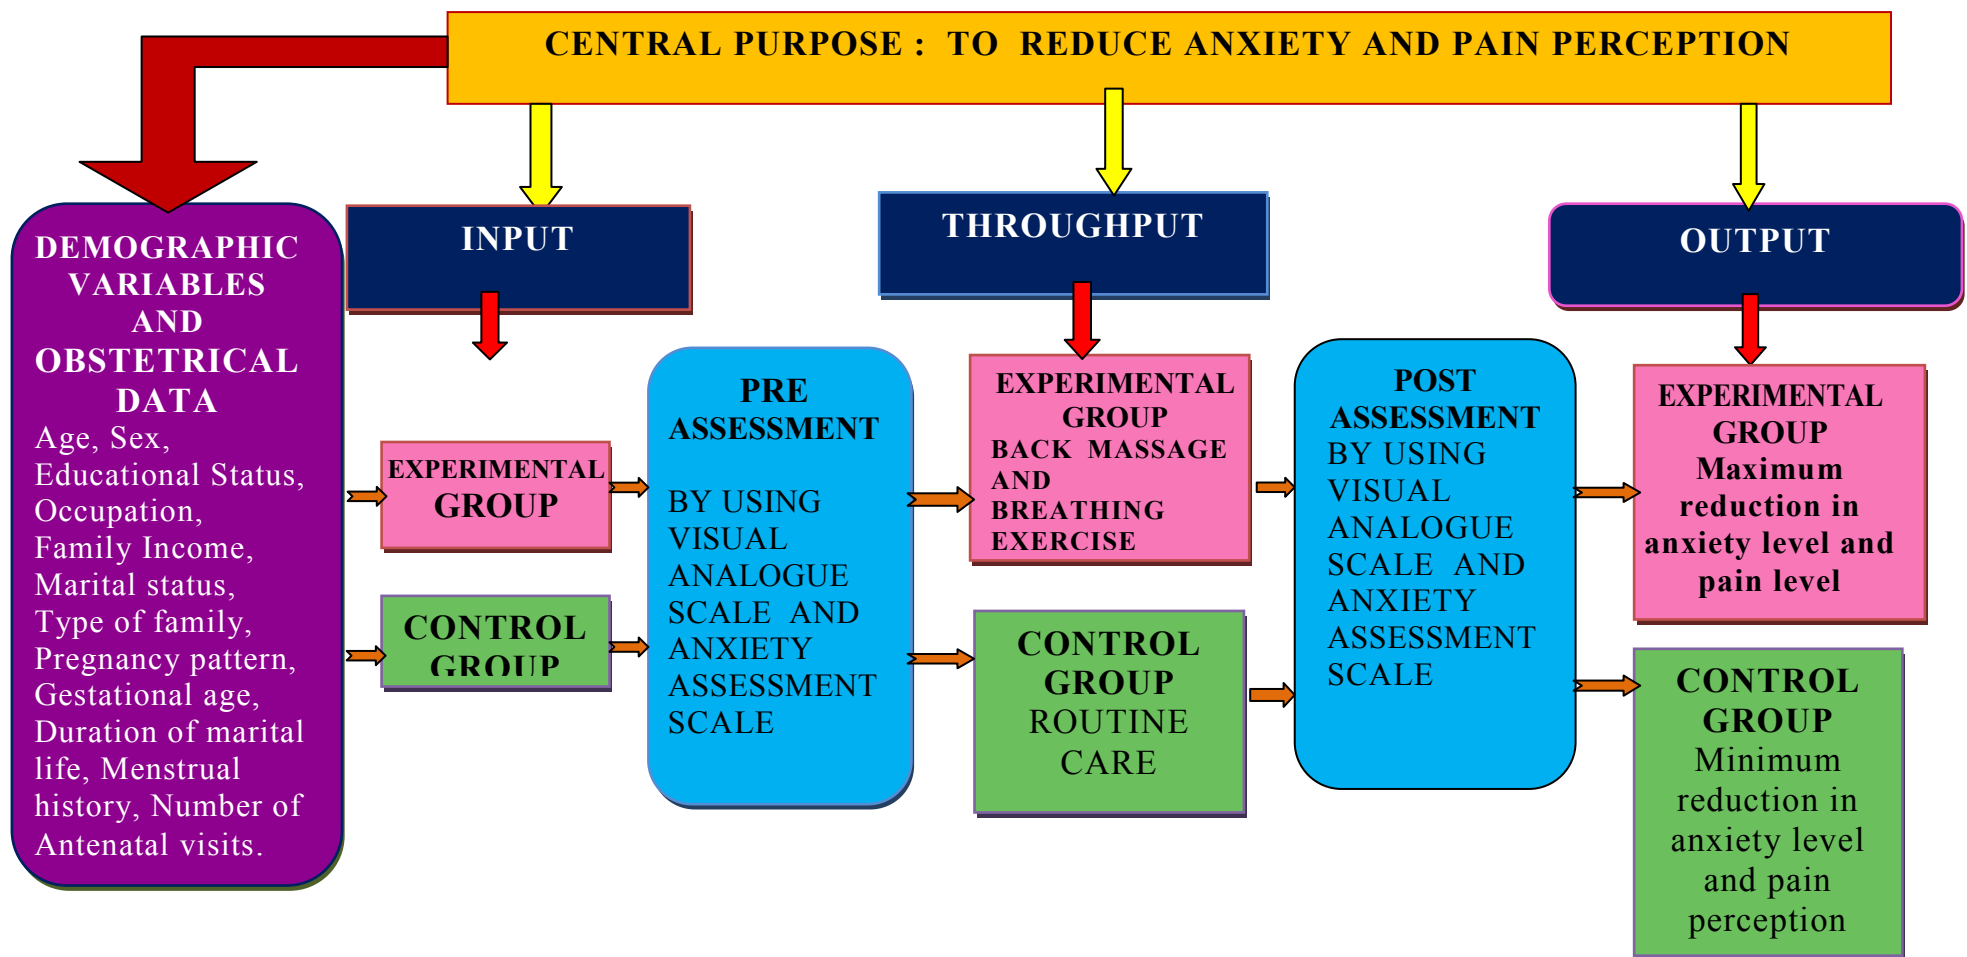 CENTRAL PURPOSE : TO REDUCE ANXIETY AND PAIN PERCEPTION
DEMOGRAPHIC
VARIABLES
AND
OBSTETRICAL
DATA
Age, Sex,
Educational Status,
Occupation,
Family Income,
Marital status,
Type of family,
Pregnancy pattern,
Gestational age,
Duration of marital
life, Menstrual
history, Number of
Antenatal visits.
INPUT
EXPERIMENTAL
GROUP
CONTROL
GROUP
PRE
ASSESSMENT
BY USING
VISUAL
ANALOGUE
SCALE AND
ANXIETY
ASSESSMENT
SCALE
THROUGHPUT
EXPERIMENTAL
GROUP
BACK MASSAGE
AND
BREATHING
EXERCISE
CONTROL
GROUP
ROUTINE
CARE
POST
ASSESSMENT
BY USING
VISUAL
ANALOGUE
SCALE AND
ANXIETY
ASSESSMENT
SCALE
OUTPUT
EXPERIMENTAL
GROUP
Maximum
reduction in
anxiety level and
pain level
CONTROL
GROUP
Minimum
reduction in
anxiety level
and pain
perception